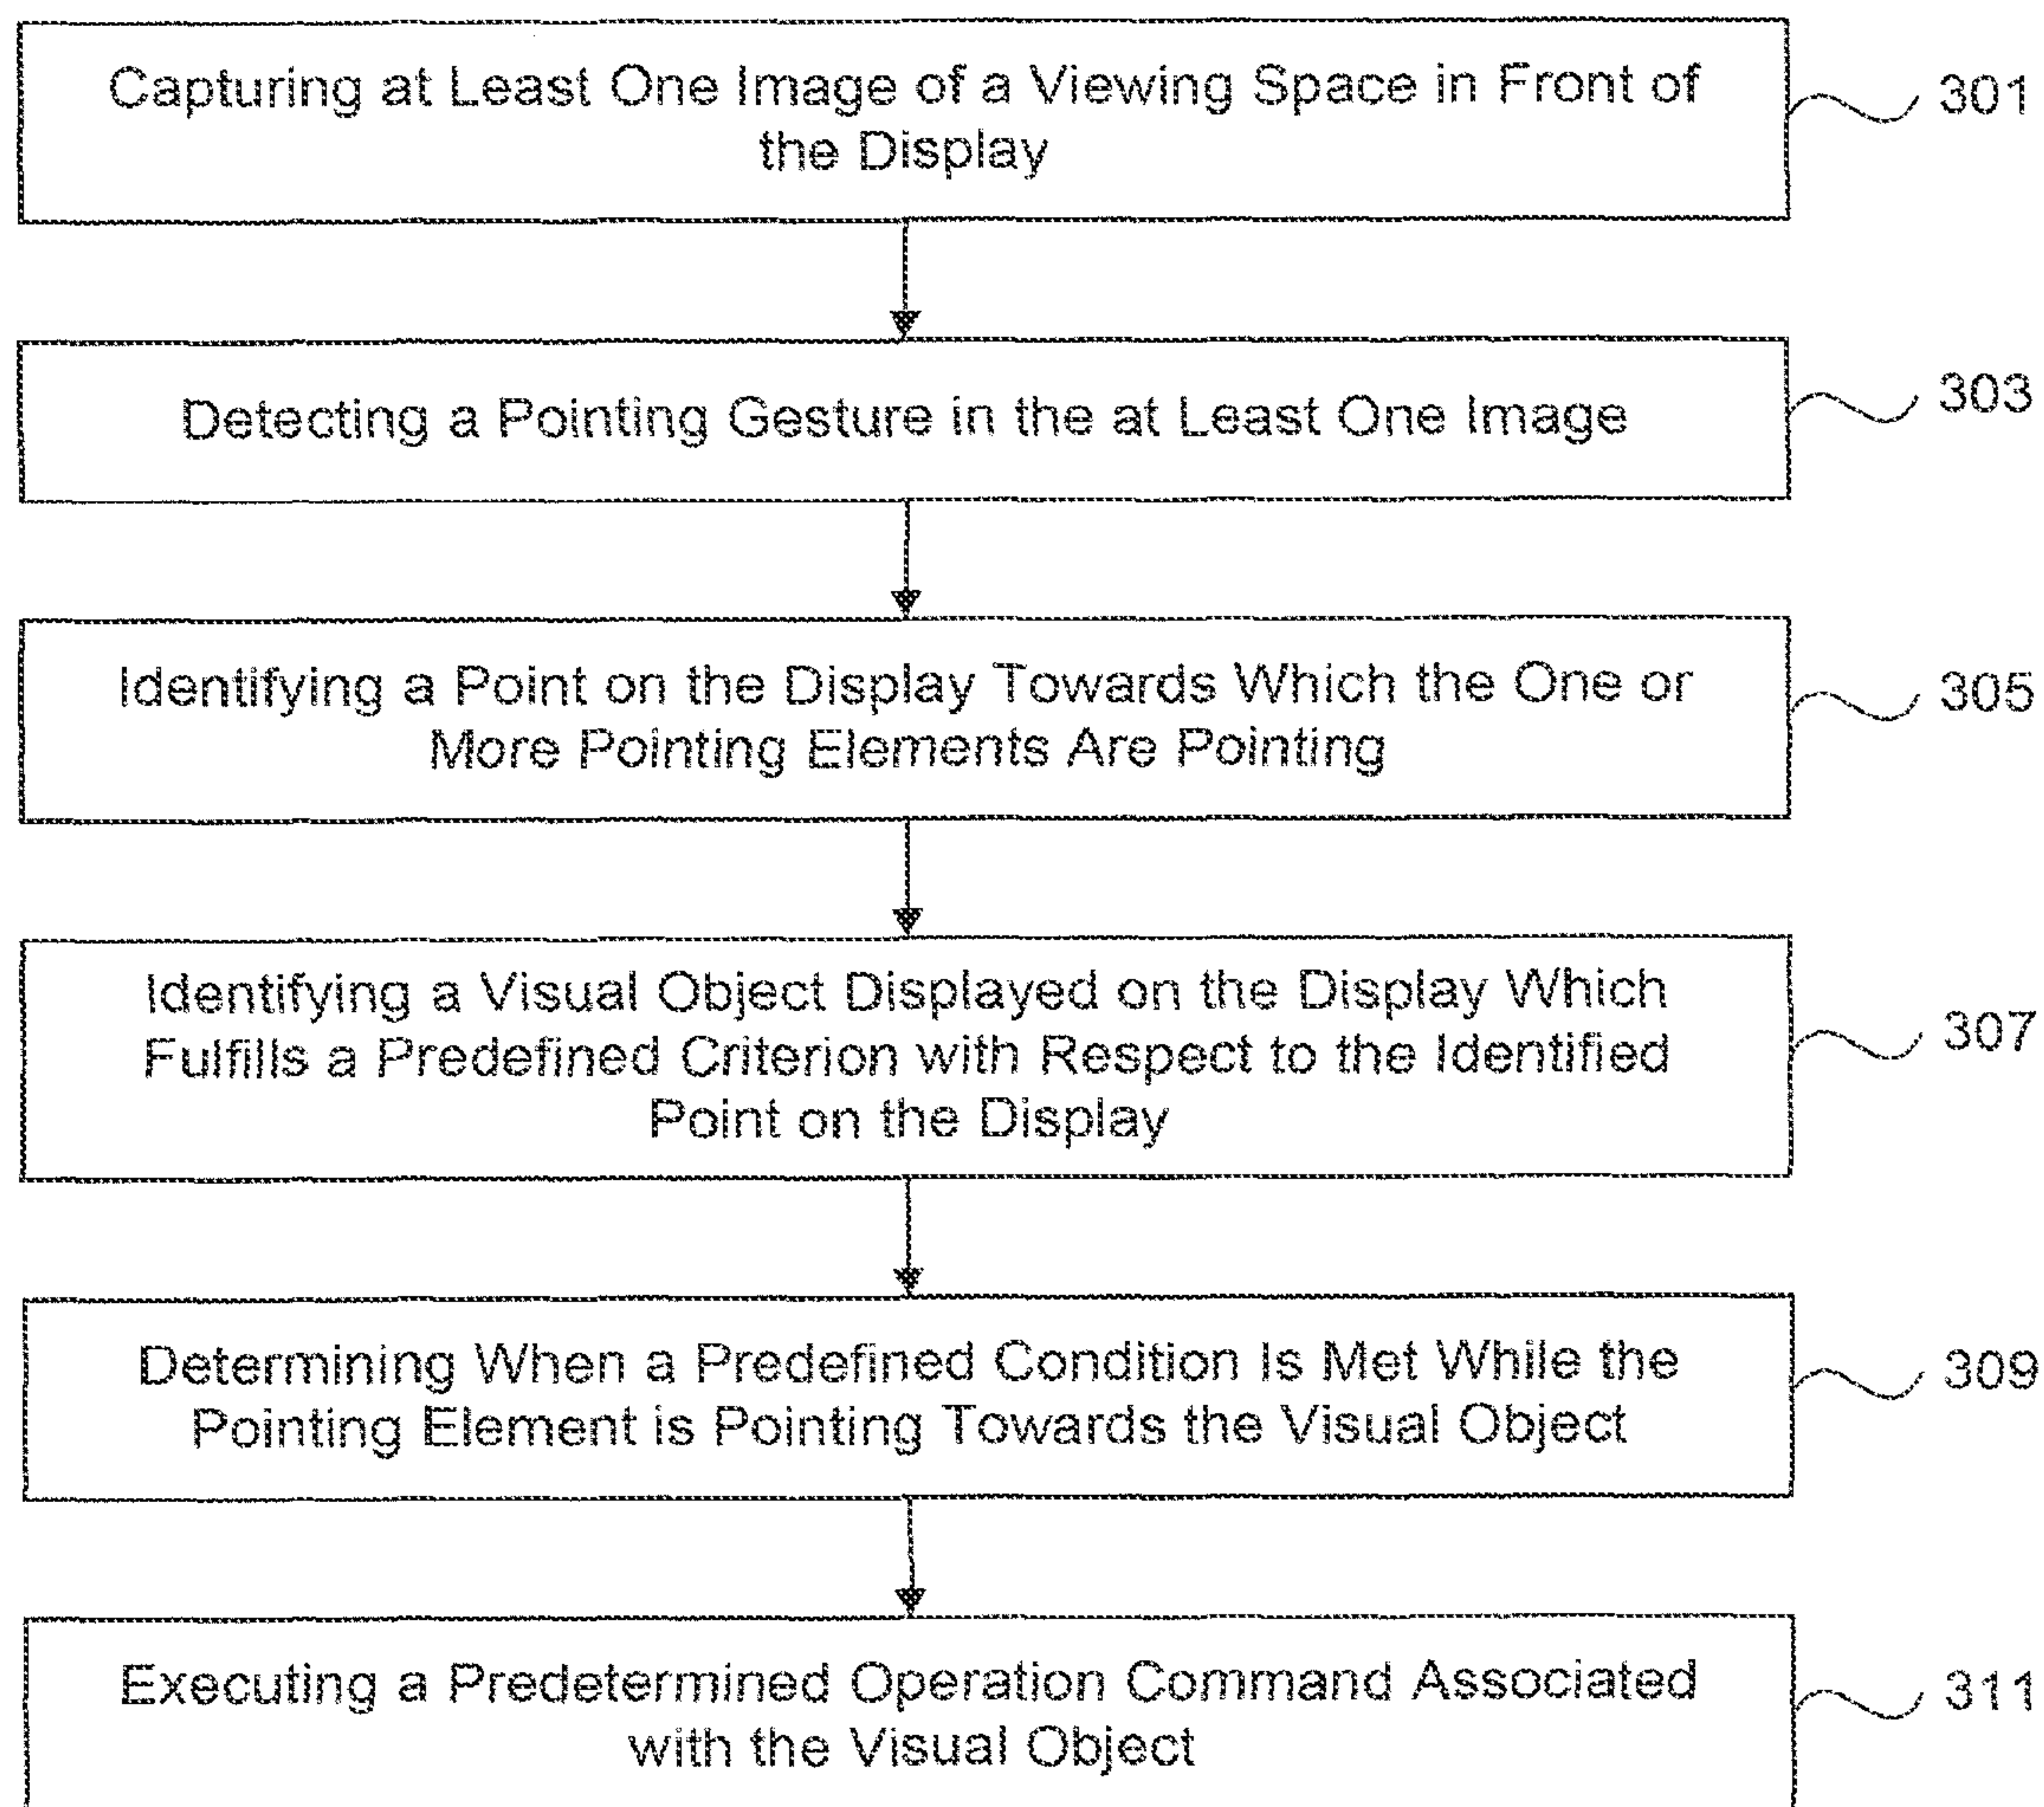 Capturing at Least One Image of a Viewing Space in Front of
the Display
301
Detecting a Pointing Gesture in the at Least One Image
303
Identifying a Point on the Display Towards Which the One or
More Pointing Elements Are Pointing
305
Identifying a Visual Object Displayed on the Display Which
Fulfills a Predefined Criterion with Respect to the Identified
Point on the Display
307
Determining When a Predefined Condition Is Met While the
Pointing Element is Pointing Towards the Visual Object
309
Executing a Predetermined Operation Command Associated
with the Visual Object
311